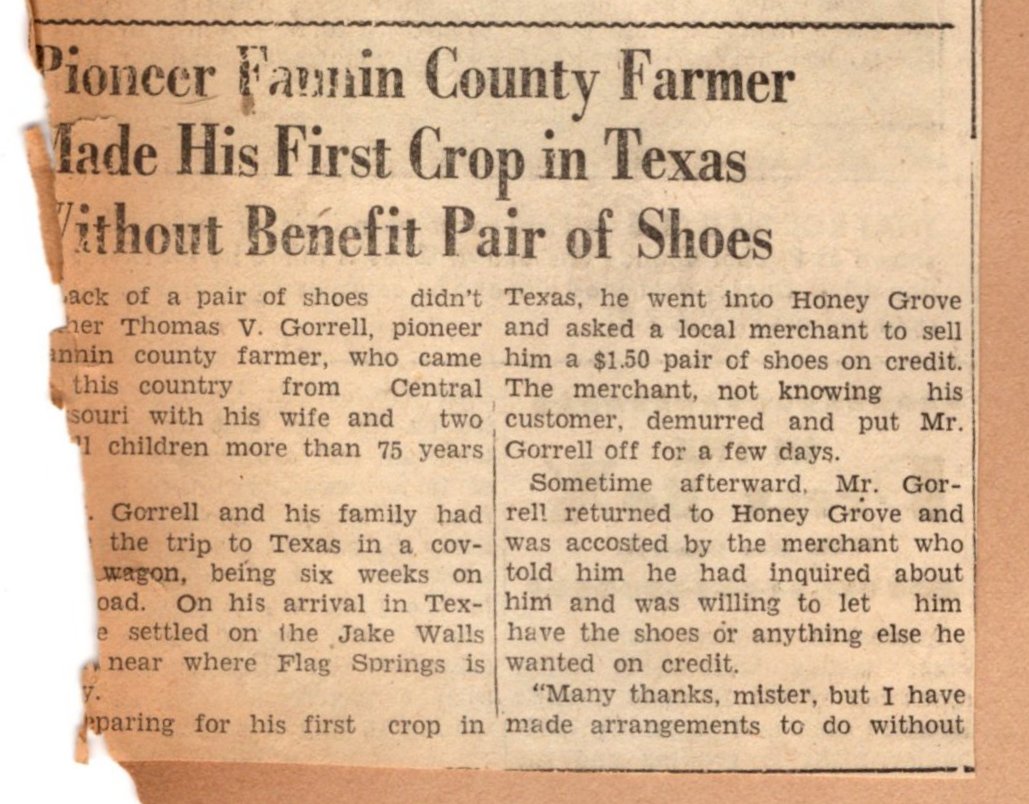 Pioneer Fannin County Farmer
Made His First Crop in Texas
Without Benefit Pair of Shoes
ack of a pair of shoes didn't
her Thomas V. Gorrell, pioneer
annin county farmer, who came
this country from Central
souri with his wife and two
l children more than 75 years
. Gorrell and his family had
the trip to Texas in a cov-
wagon, being six weeks on
oad. On his arrival in Tex-
e settled on the Jake Walls
near where Flag Springs is
y.
eparing for his first crop in
Texas, he went into Honey Grove
and asked a local merchant to sell
him a $1.50 pair of shoes on credit.
The merchant, not knowing his
customer, demurred and put Mr.
Gorrell off for a few days.
Sometime afterward, Mr. Gor-
rell returned to Honey Grove and
was accosted by the merchant who
told him he had inquired about
him and was willing to let him
have the shoes or anything else he
wanted on credit.
"Many thanks, mister, but I have
made arrangements to do without